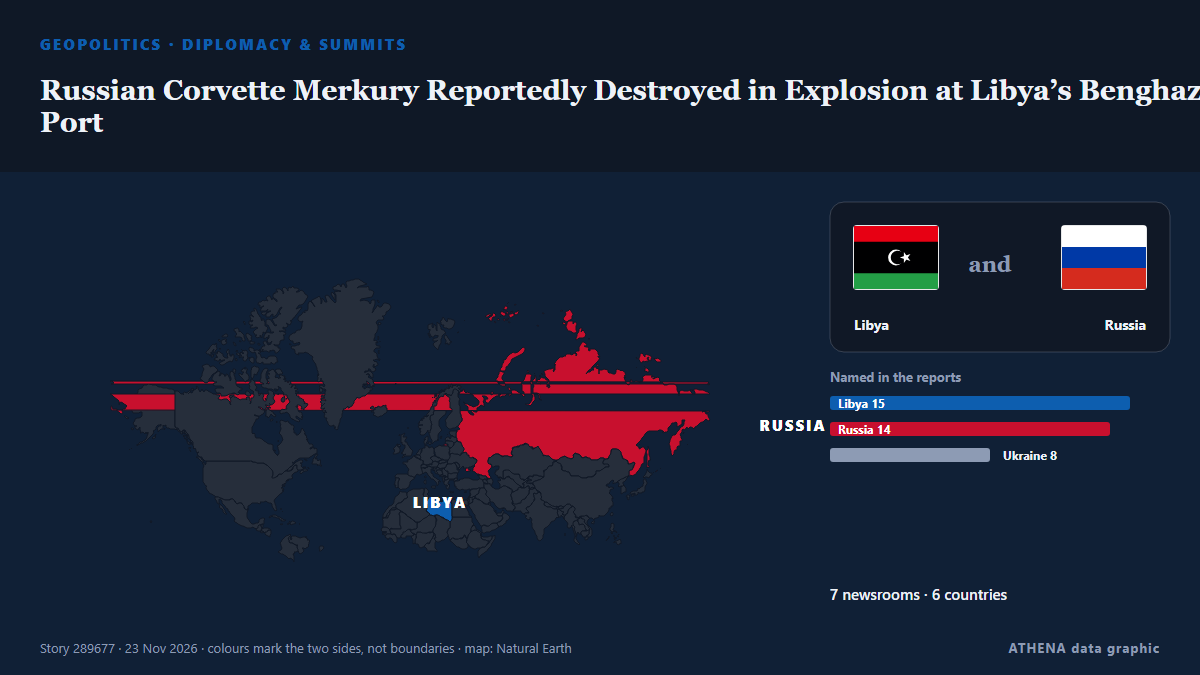 GEOPOLITICS · DIPLOMACY & SUMMITS
Russian Corvette Merkury Reportedly Destroyed in Explosion at Libya’s Benghaz
Port
and
Libya
Russia
Named in the reports
Libya 15
RUSSIA
Russia 14
Ukraine 8
LIBYA
7 newsrooms · 6 countries
Story 289677 · 23 Nov 2026 · colours mark the two sides, not boundaries · map: Natural Earth
ATHENA data graphic